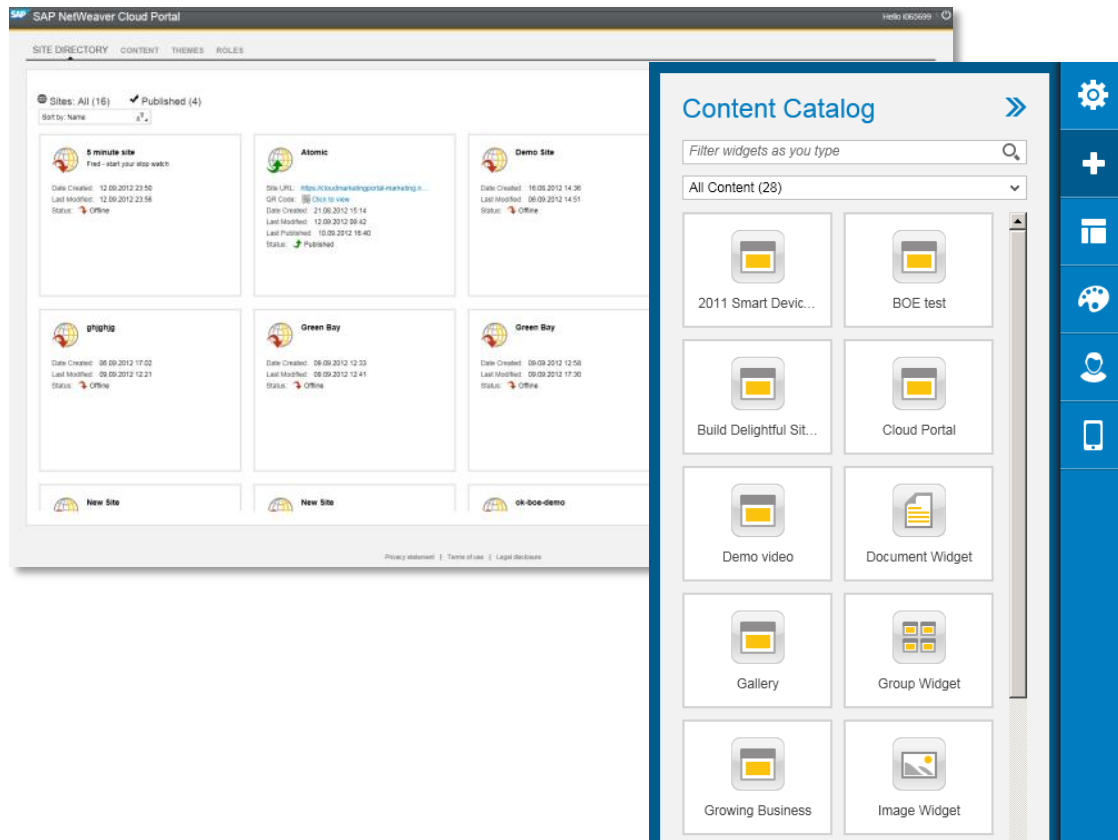 SAP SAP NetWeaver Cloud Portal
Hello i065699
SITE DIRECTORY CONTENT THEMES ROLES
Sites: All (16) Published (4)
Sort by: Name
5 minute site
Fred - start your stop watch
Date Created: 12.09.2012 23:50
Last Modified: 12.09.2012 23:56
Status: Offline
Atomic
Site URL: https://cloudmarketingportal-marketing.n...
QR Code: Click to view
Date Created: 21.08.2012 15:14
Last Modified: 12.09.2012 09:42
Last Published: 10.09.2012 16:40
Status: Published
Demo Site
Date Created: 16.08.2012 14:36
Last Modified: 06.09.2012 14:51
Status: Offline
ghjghjg
Date Created: 06.09.2012 17:02
Last Modified: 09.09.2012 12:21
Status: Offline
Green Bay
Date Created: 09.09.2012 12:33
Last Modified: 09.09.2012 12:41
Status: Offline
Green Bay
Date Created: 09.09.2012 12:58
Last Modified: 09.09.2012 17:30
Status: Offline
New Site
New Site
ok-boe-demo
Privacy statement | Terms of use | Legal disclosure
Content Catalog
Filter widgets as you type
All Content (28)
2011 Smart Devic...
BOE test
Build Delightful Sit...
Cloud Portal
Demo video
Document Widget
Gallery
Group Widget
Growing Business
Image Widget